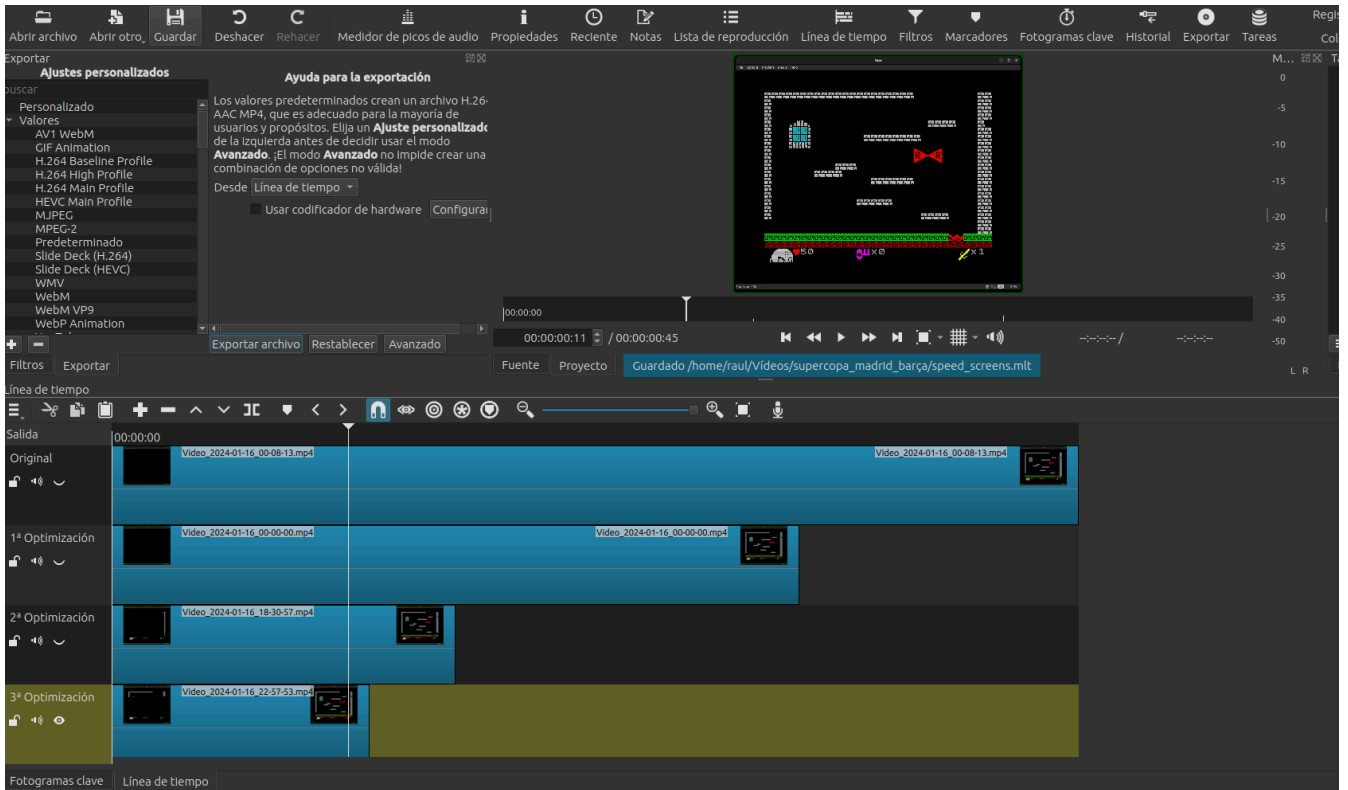 Abrir archivo Abrir otro Guardar Deshacer Rehacer Medidor de picos de audio Propiedades Reciente Notas Lista de reproducción Línea de tiempo Filtros Marcadores Fotogramas clave Historial Exportar Tareas
Exportar
Ajustes personalizados
buscar
Personalizado
Valores
AV1 WebM
GIF Animation
H.264 Baseline Profile
H.264 High Profile
H.264 Main Profile
HEVC Main Profile
MJPEG
MPEG-2
Predeterminado
Slide Deck (H.264)
Slide Deck (HEVC)
WMV
WebM
WebM VP9
WebP Animation
Ayuda para la exportación
Los valores predeterminados crean un archivo H.26
AAC MP4, que es adecuado para la mayoría de
usuarios y propósitos. Elija un Ajuste personalizado
de la izquierda antes de decidir usar el modo
Avanzado. ¡El modo Avanzado no impide crear una
combinación de opciones no válida!
Desde Línea de tiempo
Usar codificador de hardware Configurar
Exportar archivo Restablecer Avanzado
Filtros Exportar
50 x0 x1
00:00:00
00:00:00:11 / 00:00:00:45 --:--:--:-- / --:--:--:--
Fuente Proyecto Guardado /home/raul/Vídeos/supercopa_madrid_barça/speed_screens.mlt
M...
0
-5
-10
-15
-20
-25
-30
-35
-40
-50
L R
Línea de tiempo
Salida 00:00:00
Original Video_2024-01-16_00-08-13.mp4 Video_2024-01-16_00-08-13.mp4
1ª Optimización Video_2024-01-16_00-00-00.mp4 Video_2024-01-16_00-00-00.mp4
2ª Optimización Video_2024-01-16_18-30-57.mp4
3ª Optimización Video_2024-01-16_22-57-53.mp4
Fotogramas clave Línea de tiempo